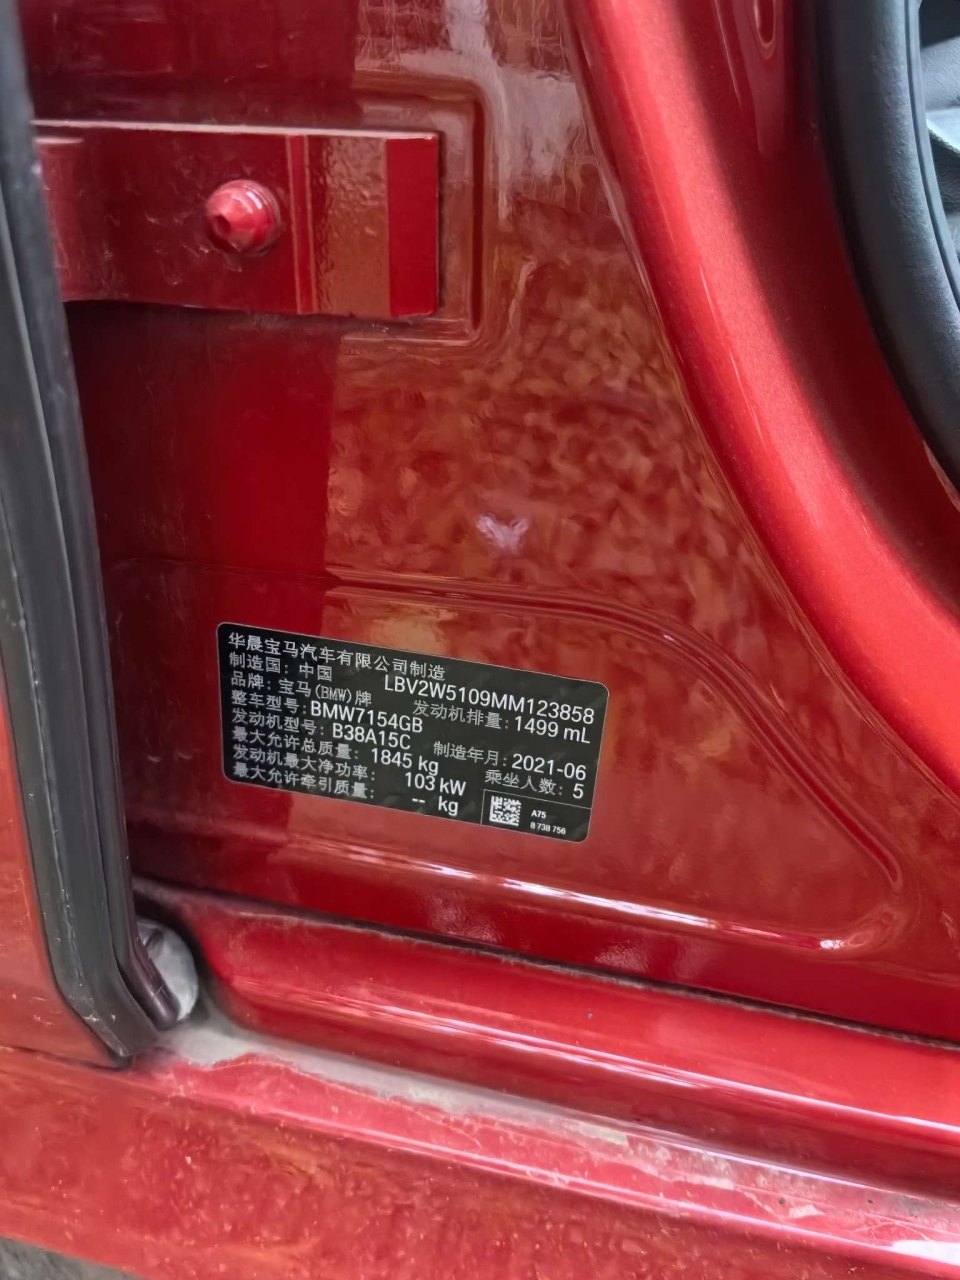 华晨宝马汽车有限公司制造
制造国：中国 LBV2W5109MM123858
品牌：宝马(BMW)牌 发动机排量：1499 mL
整车型号：BMW7154GB
发动机型号：B38A15C 制造年月：2021-06
最大允许总质量：1845 kg 乘坐人数：5
发动机最大净功率：103 kW
最大允许牵引质量：-- kg
A75
8 738 756